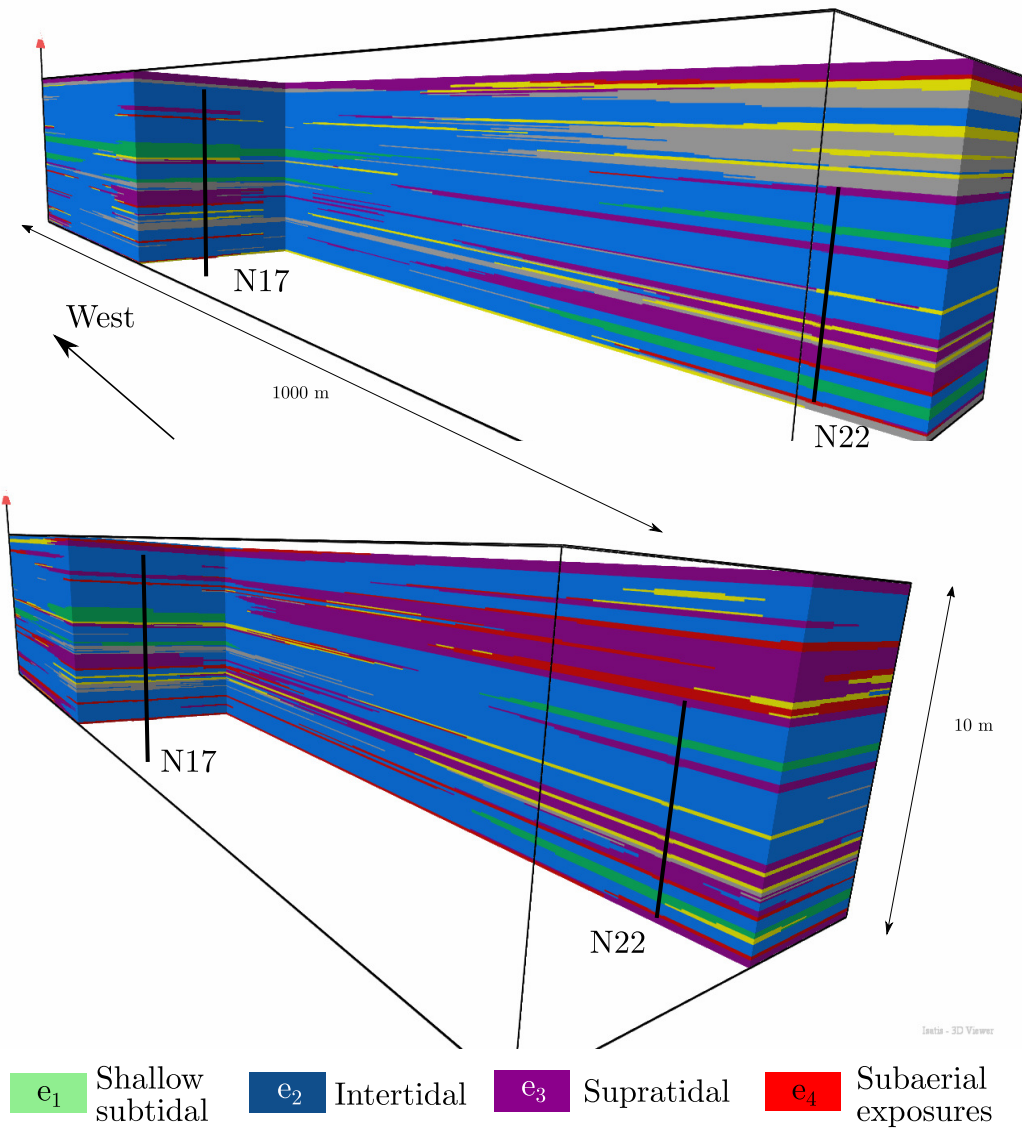 N17
West
1000 m
N22
10 m
N17
N22
Isatis - 3D Viewer
e1 Shallow subtidal
e2 Intertidal
e3 Supratidal
e4 Subaerial exposures